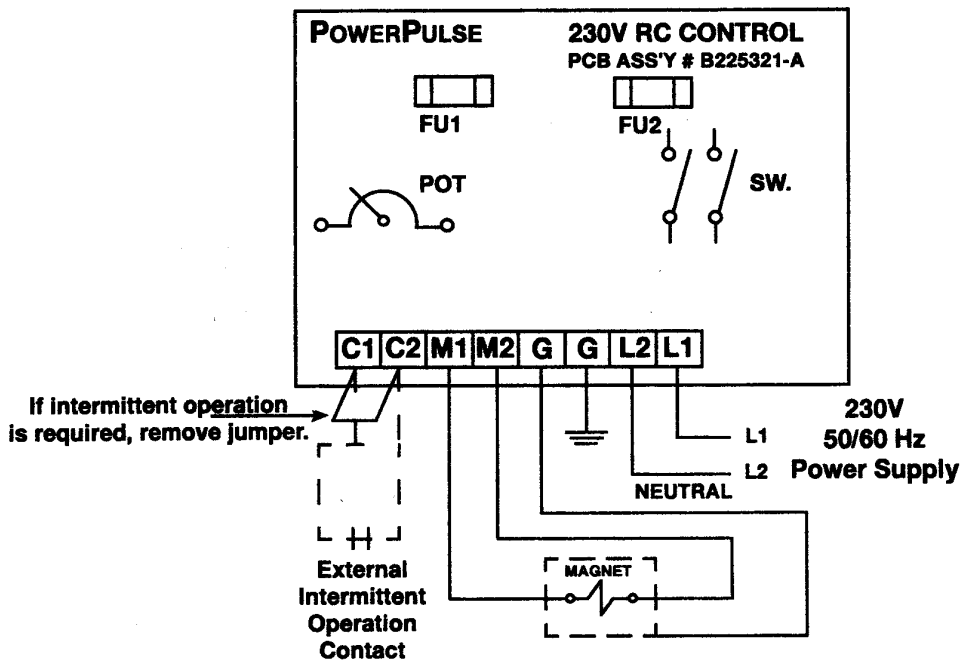 POWERPULSE
230V RC CONTROL
PCB ASS'Y # B225321-A
FU1
FU2
POT
SW.
C1 C2 M1 M2 G G L2 L1
If intermittent operation
is required, remove jumper.
L1
L2
NEUTRAL
230V
50/60 Hz
Power Supply
MAGNET
External
Intermittent
Operation
Contact